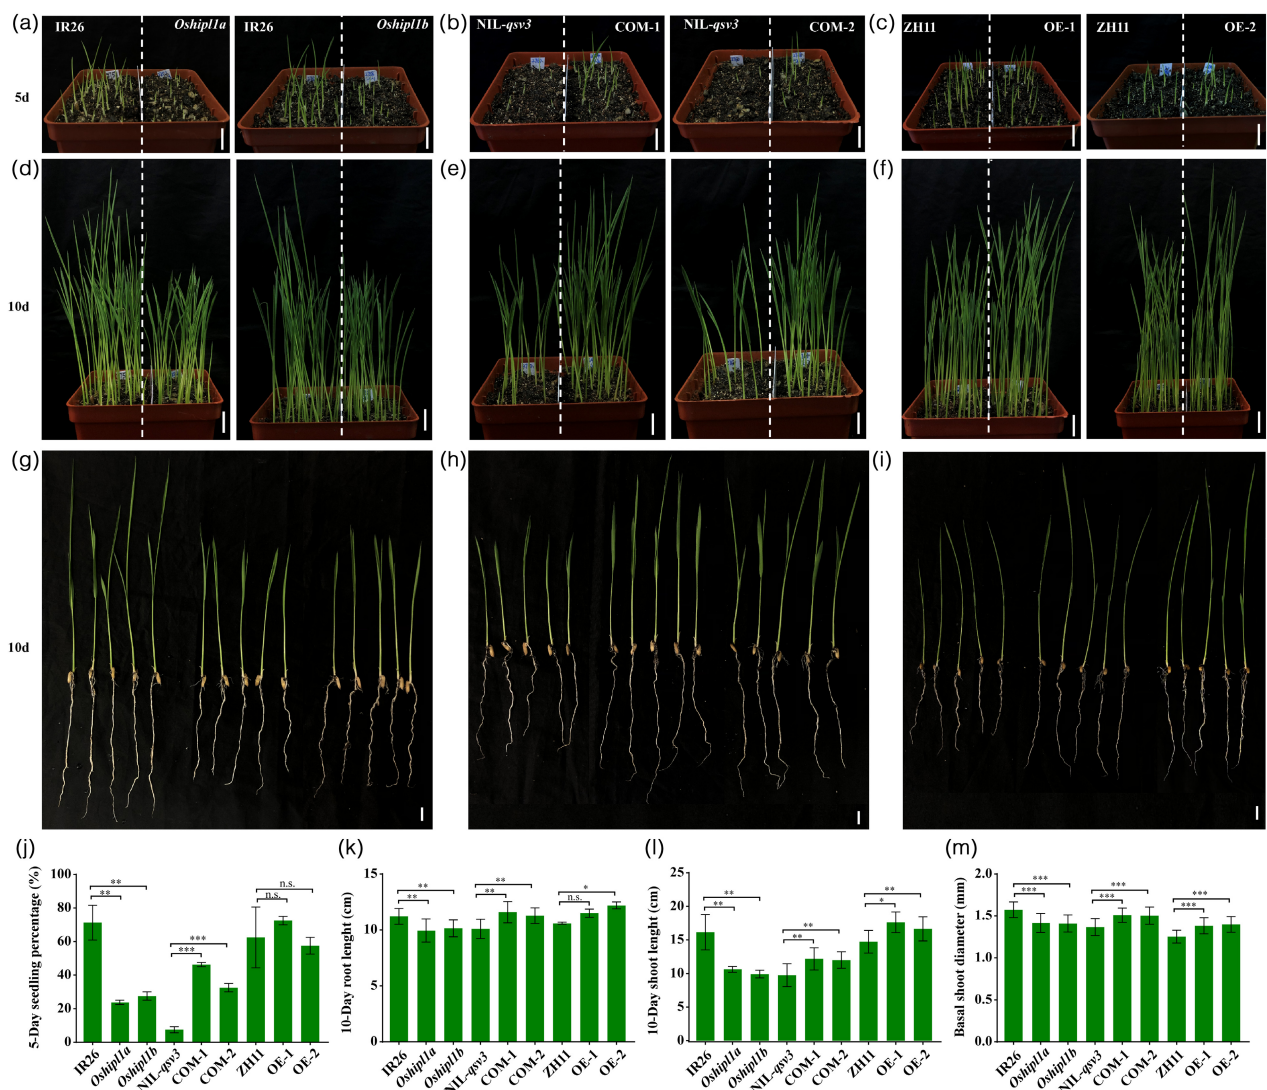 (a) IR26 Oshipl1a IR26 Oshipl1b
(b) NIL-qsv3 COM-1 NIL-qsv3 COM-2
(c) ZH11 OE-1 ZH11 OE-2
5d
(d) (e) (f)
10d
(g) (h) (i)
10d
(j)
5-Day seedling percentage (%)
100
80
60
40
20
0
** ** *** *** n.s. n.s.
IR26 Oshipl1a Oshipl1b NIL-qsv3 COM-1 COM-2 ZH11 OE-1 OE-2
(k)
10-Day root lenght (cm)
15
10
5
0
** ** ** ** n.s. *
IR26 Oshipl1a Oshipl1b NIL-qsv3 COM-1 COM-2 ZH11 OE-1 OE-2
(l)
10-Day shoot lenght (cm)
25
20
15
10
5
0
** ** ** ** * **
IR26 Oshipl1a Oshipl1b NIL-qsv3 COM-1 COM-2 ZH11 OE-1 OE-2
(m)
Basal shoot diameter (mm)
2.0
1.5
1.0
0.5
0.0
*** *** *** *** *** ***
IR26 Oshipl1a Oshipl1b NIL-qsv3 COM-1 COM-2 ZH11 OE-1 OE-2